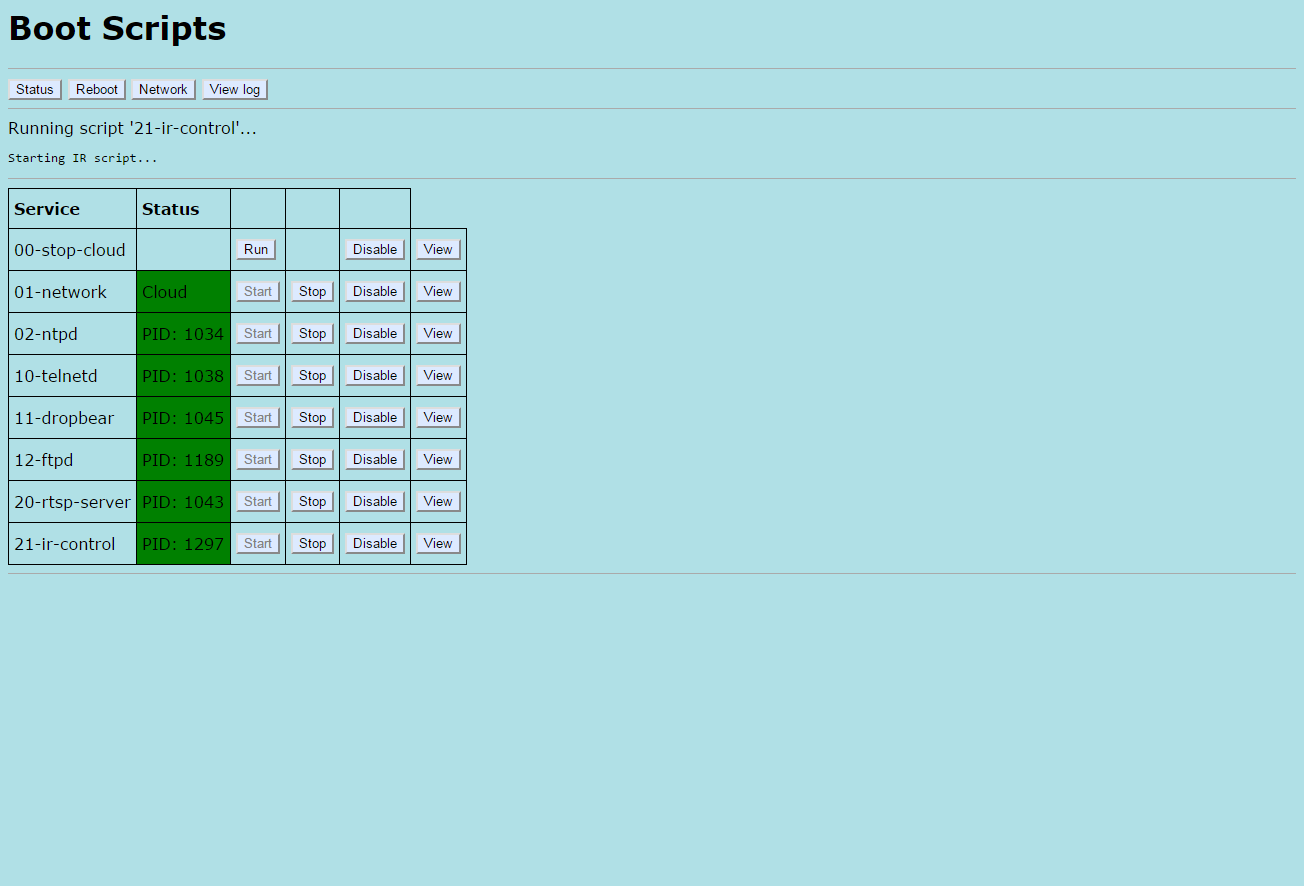 Boot Scripts
Status Reboot Network View log
Running script '21-ir-control'...
Starting IR script...
Service Status
00-stop-cloud Run Disable View
01-network Cloud Start Stop Disable View
02-ntpd PID: 1034 Start Stop Disable View
10-telnetd PID: 1038 Start Stop Disable View
11-dropbear PID: 1045 Start Stop Disable View
12-ftpd PID: 1189 Start Stop Disable View
20-rtsp-server PID: 1043 Start Stop Disable View
21-ir-control PID: 1297 Start Stop Disable View